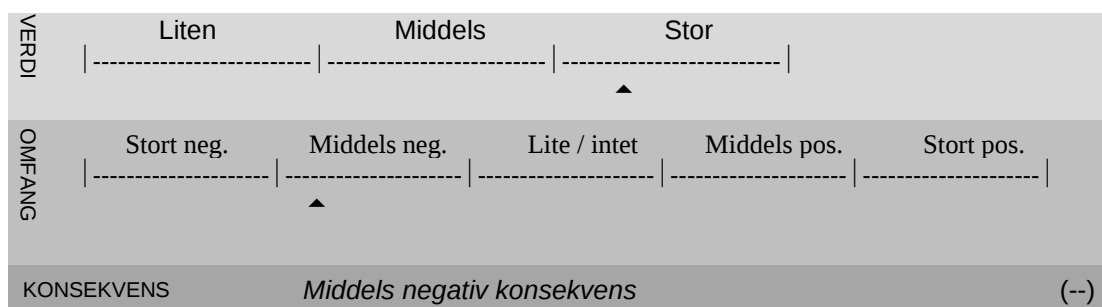 VERDI
Liten Middels Stor
|--------------------------|--------------------------|--------------------------|
▲
OMFANG
Stort neg. Middels neg. Lite / intet Middels pos. Stort pos.
|---------------------|---------------------|---------------------|---------------------|---------------------|
▲
KONSEKVENS Middels negativ konsekvens (--)